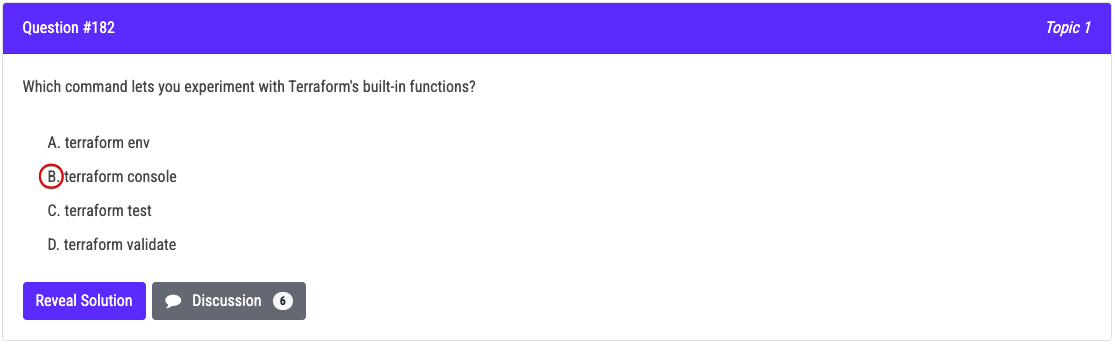 Question #182
Topic 1
Which command lets you experiment with Terraform's built-in functions?
A. terraform env
B. terraform console
C. terraform test
D. terraform validate
Reveal Solution
Discussion 6